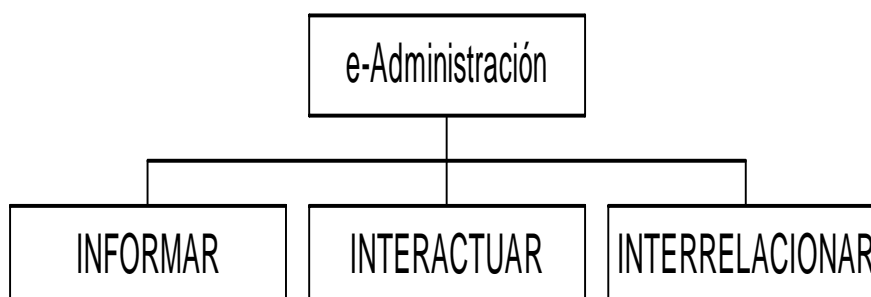 e-Administración
INFORMAR
INTERACTUAR
INTERRELACIONAR